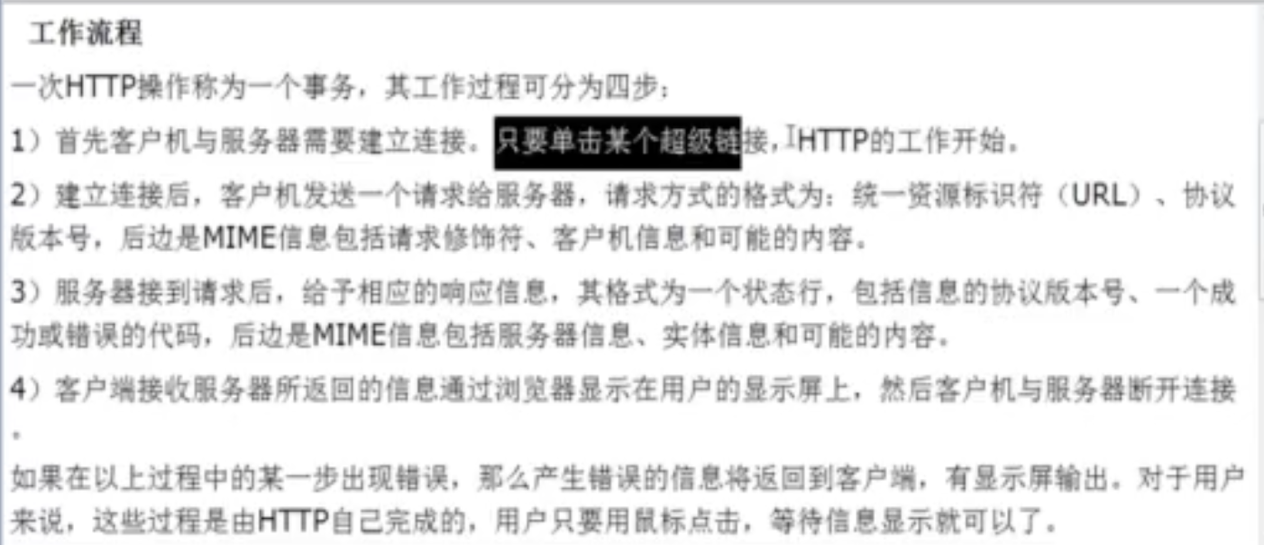 工作流程
一次HTTP操作称为一个事务，其工作过程可分为四步：
1）首先客户机与服务器需要建立连接。只要单击某个超级链接，HTTP的工作开始。
2）建立连接后，客户机发送一个请求给服务器，请求方式的格式为：统一资源标识符（URL）、协议
版本号，后边是MIME信息包括请求修饰符、客户机信息和可能的内容。
3）服务器接到请求后，给予相应的响应信息，其格式为一个状态行，包括信息的协议版本号、一个成
功或错误的代码，后边是MIME信息包括服务器信息、实体信息和可能的内容。
4）客户端接收服务器所返回的信息通过浏览器显示在用户的显示屏上，然后客户机与服务器断开连接
。
如果在以上过程中的某一步出现错误，那么产生错误的信息将返回到客户端，有显示屏输出。对于用户
来说，这些过程是由HTTP自己完成的，用户只要用鼠标点击，等待信息显示就可以了。